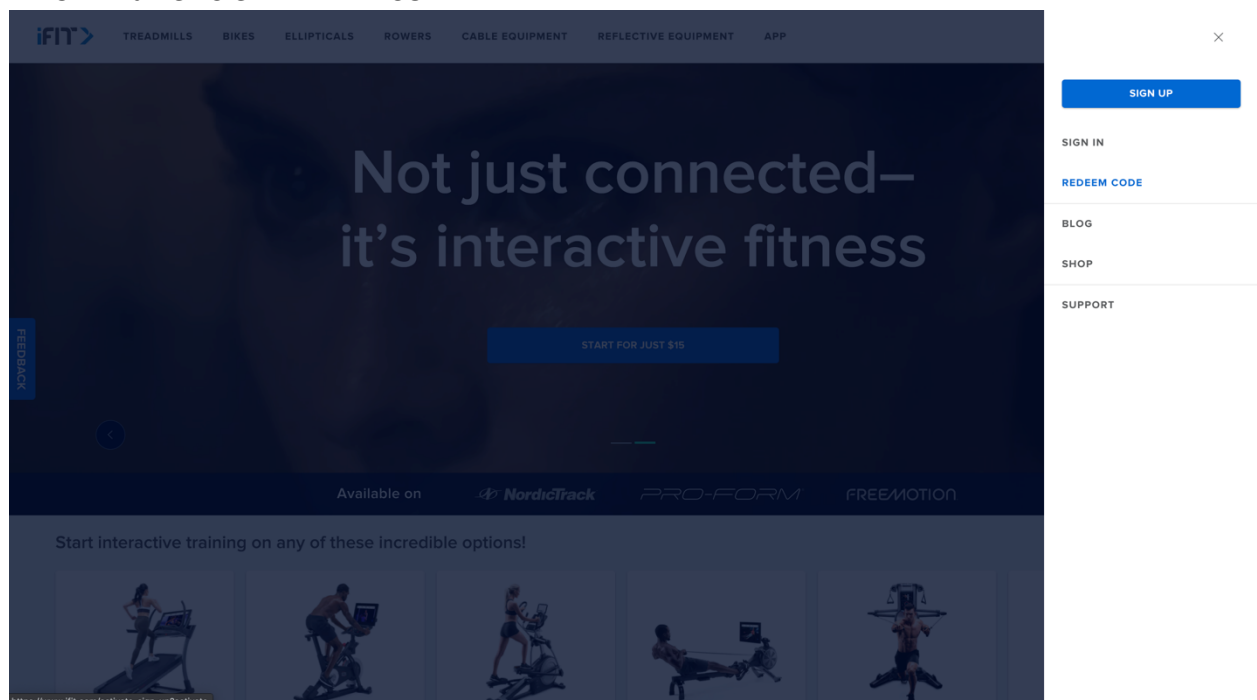 iFIT
TREADMILLS BIKES ELLIPTICALS ROWERS CABLE EQUIPMENT REFLECTIVE EQUIPMENT APP
SIGN UP
SIGN IN
REDEEM CODE
BLOG
SHOP
SUPPORT
Not just connected–
it's interactive fitness
START FOR JUST $15
FEEDBACK
Available on NordicTrack PRO-FORM FREEMOTION
Start interactive training on any of these incredible options!